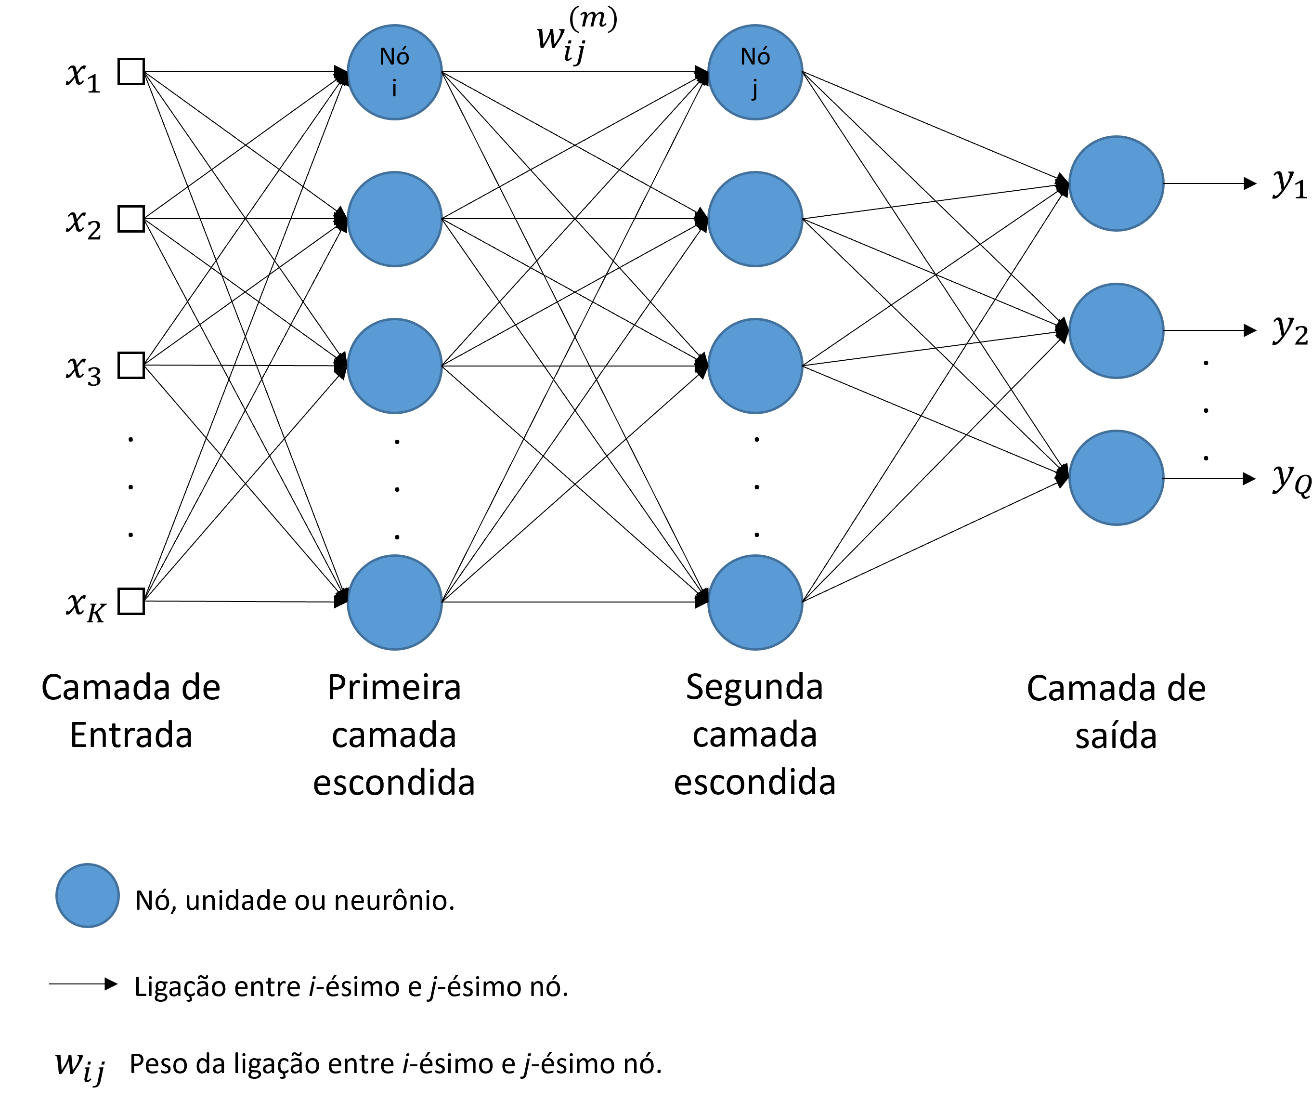 w_{ij}^{(m)}
x_1
Nó
i
Nó
j
y_1
x_2
y_2
x_3
y_Q
x_K
Camada de
Entrada
Primeira
camada
escondida
Segunda
camada
escondida
Camada de
saída
Nó, unidade ou neurônio.
Ligação entre i-ésimo e j-ésimo nó.
w_{ij} Peso da ligação entre i-ésimo e j-ésimo nó.